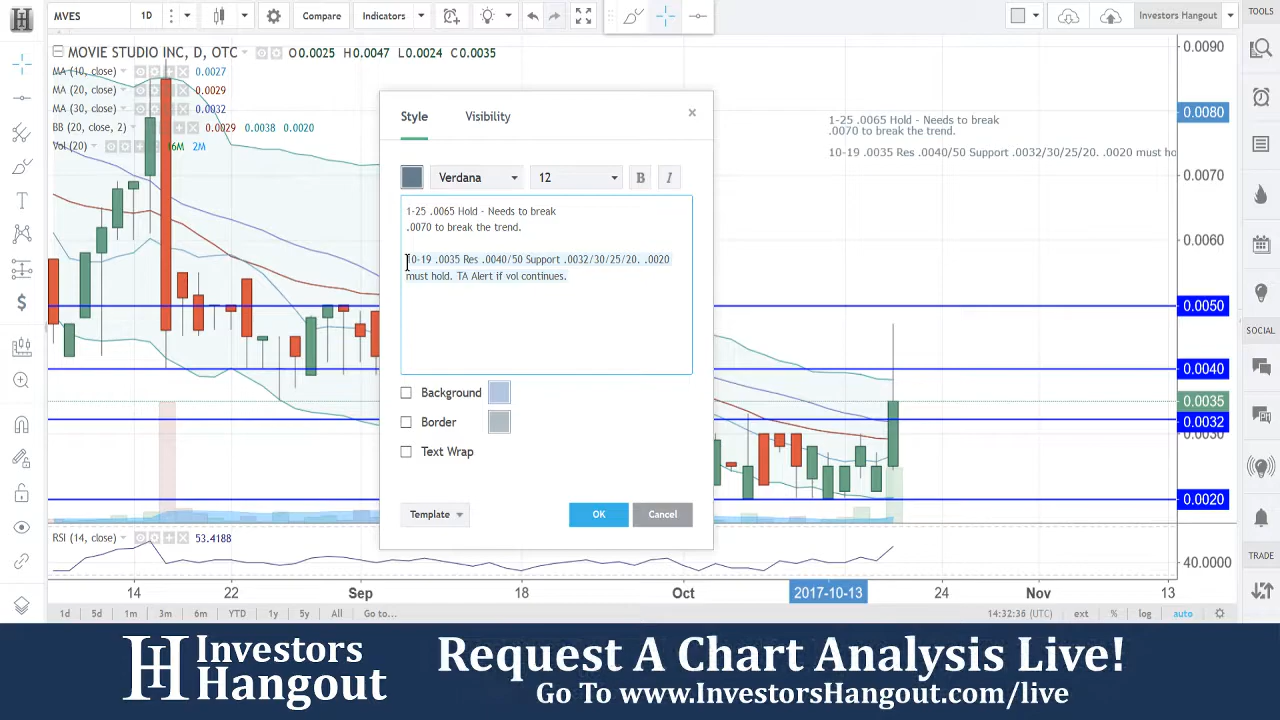 MVES 1D Compare Indicators Investors Hangout TOOLS
MOVIE STUDIO INC, D, OTC O0.0025 H0.0047 L0.0024 C0.0035
MA (10, close) 0.0027
MA (20, close) 0.0029
MA (30, close) 0.0032
BB (20, close, 2) 0.0029 0.0038 0.0020
Vol (20) 2M
Style Visibility
Verdana 12 B I
1-25 .0065 Hold - Needs to break
.0070 to break the trend.
10-19 .0035 Res .0040/50 Support .0032/30/25/20. .0020
must hold. TA Alert if vol continues.
Background
Border
Text Wrap
Template OK Cancel
1-25 .0065 Hold - Needs to break
.0070 to break the trend.
10-19 .0035 Res .0040/50 Support .0032/30/25/20. .0020 must ho
0.0090
0.0080
0.0070
0.0060
0.0050
0.0040
0.0035
0.0032
0.0030
0.0020
40.0000
SOCIAL
TRADE
RSI (14, close) 53.4188
14 22 Sep 18 Oct 2017-10-13 24 Nov 13
1d 5d 1m 3m 6m YTD 1y 5y All Go to... 14:32:36 (UTC) ext % log auto
Investors
Hangout
Request A Chart Analysis Live!
Go To www.InvestorsHangout.com/live